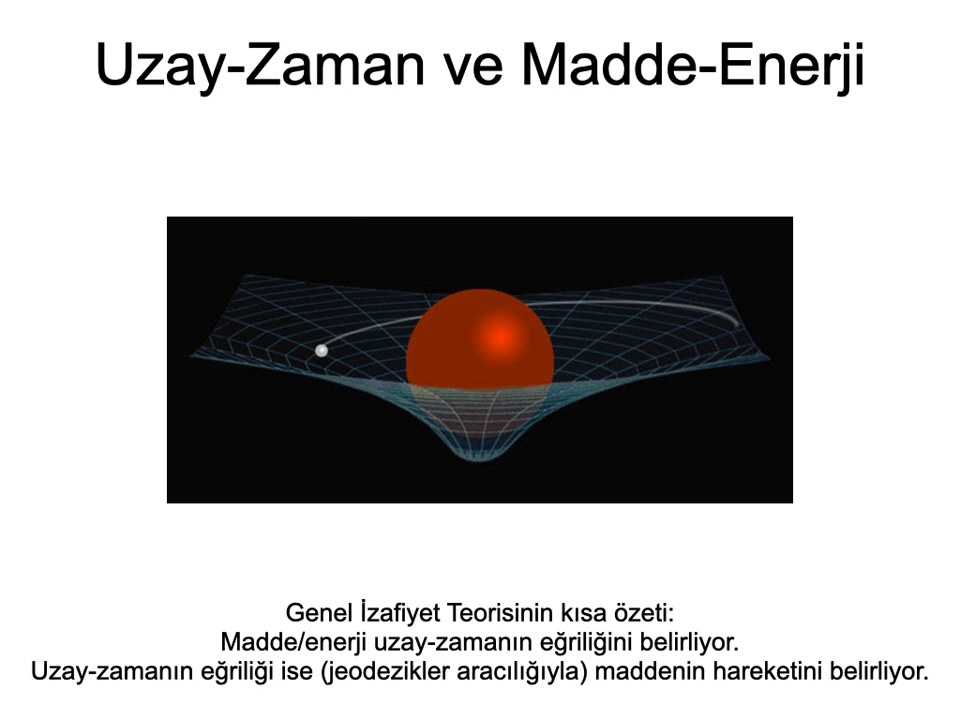 Uzay-Zaman ve Madde-Enerji
Genel İzafiyet Teorisinin kısa özeti:
Madde/enerji uzay-zamanın eğriliğini belirliyor.
Uzay-zamanın eğriliği ise (jeodezikler aracılığıyla) maddenin hareketini belirliyor.